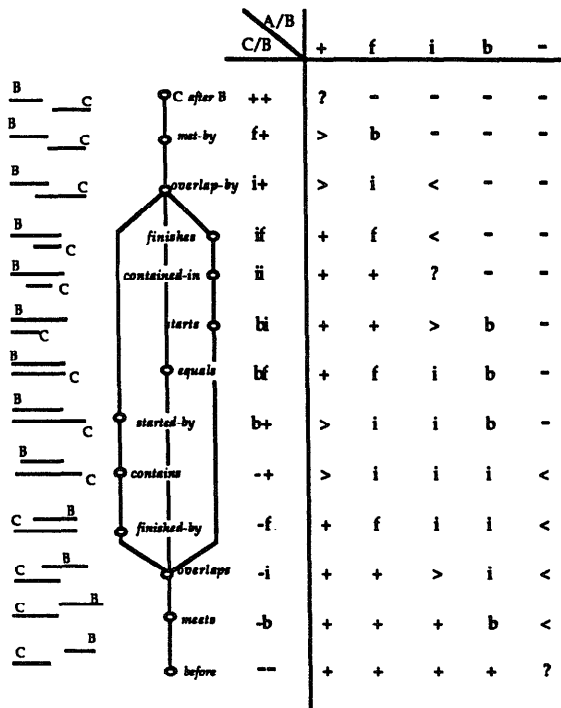 A/B
C/B + f i b -
B C C after B ++ ? - - - -
B C met-by f+ > b - - -
B C overlap-by i+ > i < - -
B C finishes if + f < - -
B C contained-in ii + + ? - -
B C starts bi + + > b -
B C equals bf + f i b -
B C started-by b+ > i i b -
B C contains -+ > i i i <
C B finished-by -f + f i i <
C B overlaps -i + + > i <
C B meets -b + + + b <
C B before -- + + + + ?